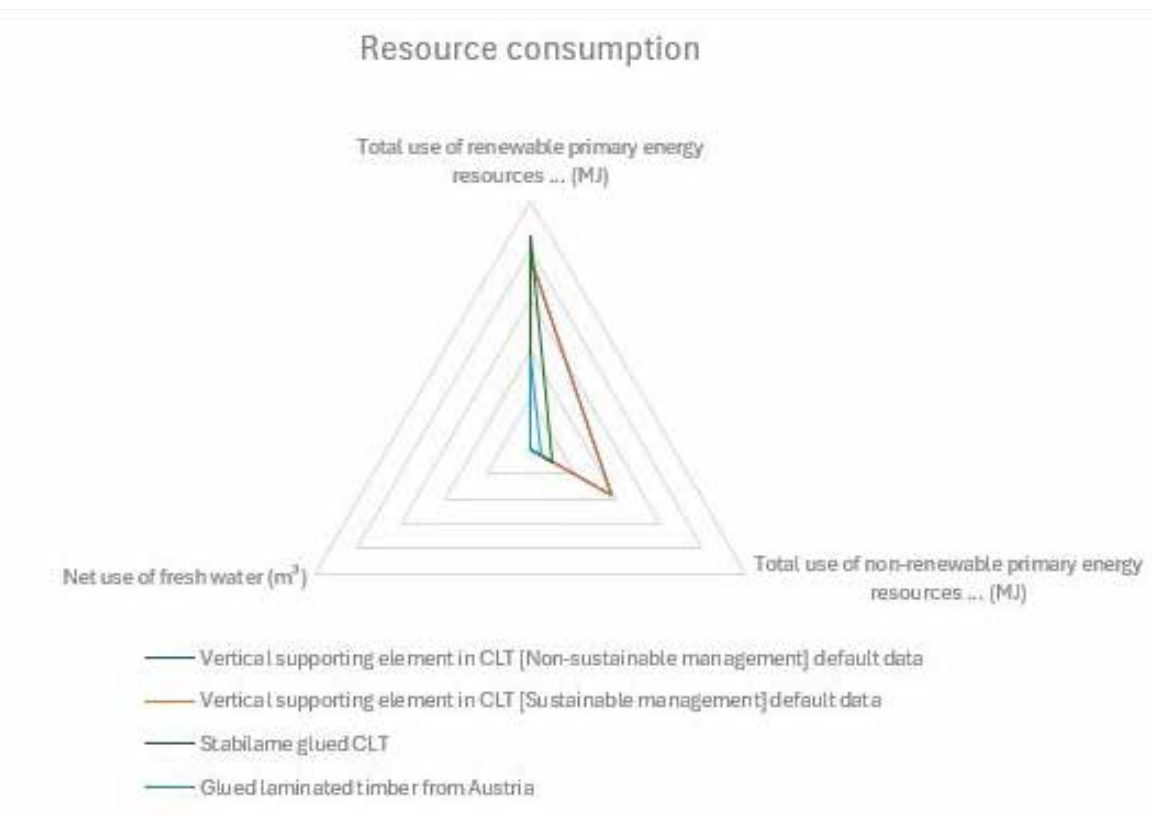 Resource consumption
Total use of renewable primary energy
resources ... (MJ)
Net use of fresh water (m³)
Total use of non-renewable primary energy
resources ... (MJ)
Vertical supporting element in CLT [Non-sustainable management] default data
Vertical supporting element in CLT [Sustainable management] default data
Stabilame glued CLT
Glued laminated timber from Austria